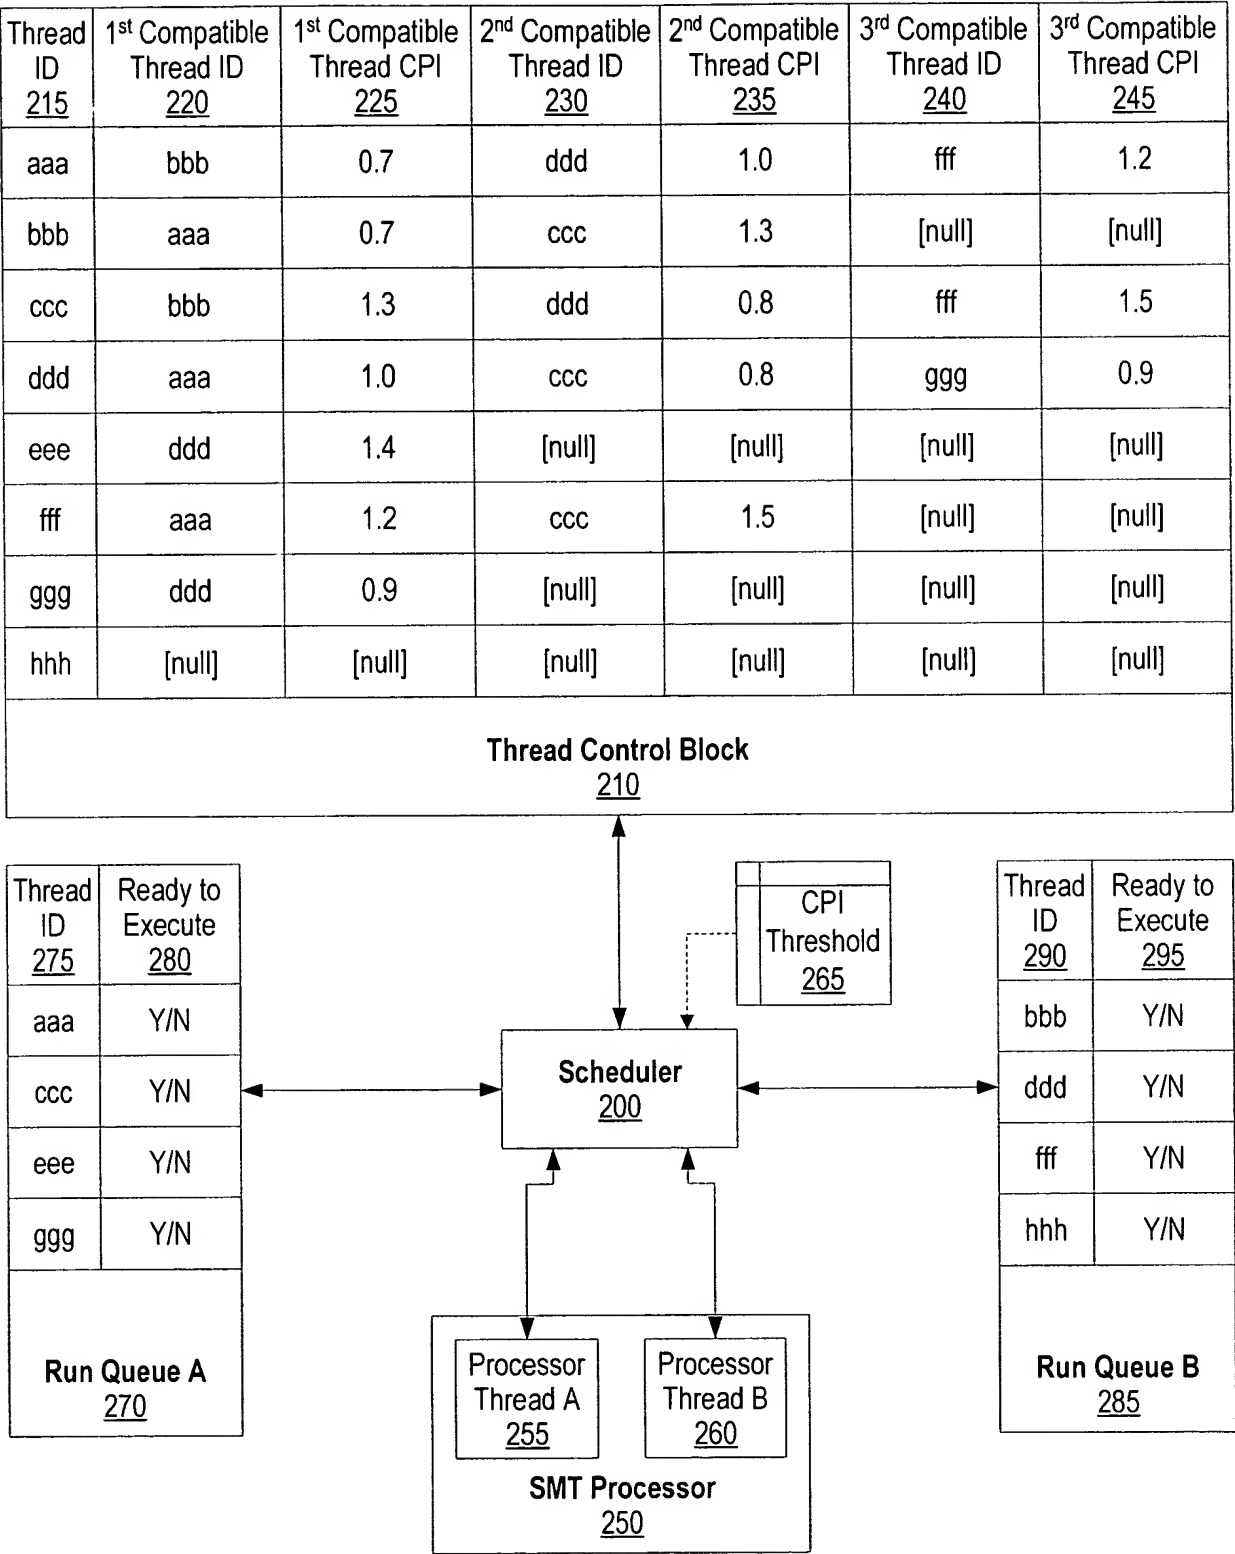 Thread ID 215 1st Compatible Thread ID 220 1st Compatible Thread CPI 225 2nd Compatible Thread ID 230 2nd Compatible Thread CPI 235 3rd Compatible Thread ID 240 3rd Compatible Thread CPI 245
aaa bbb 0.7 ddd 1.0 fff 1.2
bbb aaa 0.7 ccc 1.3 [null] [null]
ccc bbb 1.3 ddd 0.8 fff 1.5
ddd aaa 1.0 ccc 0.8 ggg 0.9
eee ddd 1.4 [null] [null] [null] [null]
fff aaa 1.2 ccc 1.5 [null] [null]
ggg ddd 0.9 [null] [null] [null] [null]
hhh [null] [null] [null] [null] [null] [null]
Thread Control Block
210
Thread ID 275 Ready to Execute 280
aaa Y/N
ccc Y/N
eee Y/N
ggg Y/N
Run Queue A
270
CPI
Threshold
265
Scheduler
200
Thread ID 290 Ready to Execute 295
bbb Y/N
ddd Y/N
fff Y/N
hhh Y/N
Run Queue B
285
Processor
Thread A
255
Processor
Thread B
260
SMT Processor
250